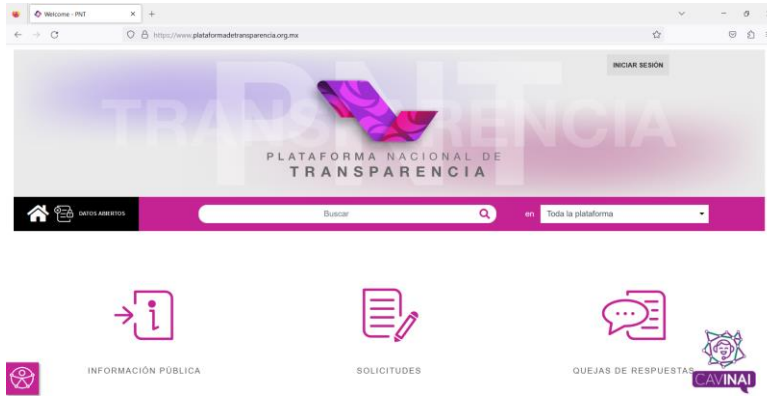 Welcome - PNT
https://www.plataformadetransparencia.org.mx
INICIAR SESIÓN
PNT
TRANSPARENCIA
PLATAFORMA NACIONAL DE
TRANSPARENCIA
DATOS ABIERTOS
Buscar
en
Toda la plataforma
INFORMACIÓN PÚBLICA
SOLICITUDES
QUEJAS DE RESPUESTAS
CAVINAI